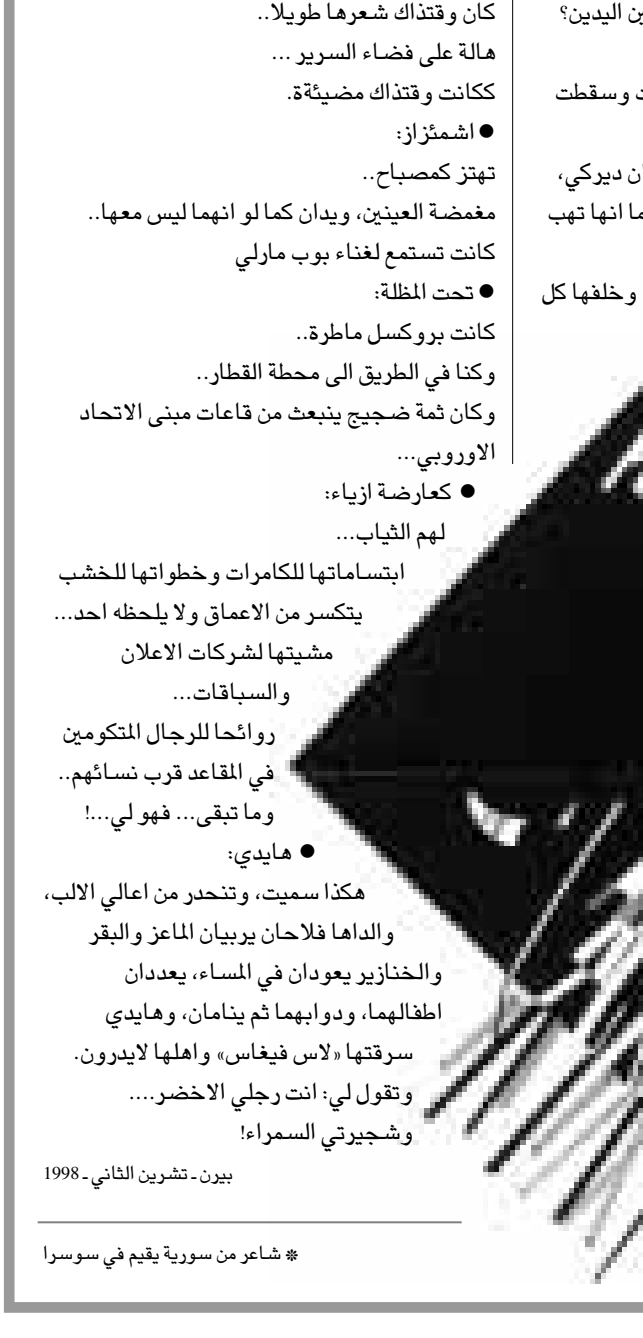 ين اليدين؟
ت وسقطت
ان ديركي،
ما انها تهب
وخلفها كل
كان وقتذاك شعرها طويلا..
هالة على فضاء السرير ...
ككانت وقتذاك مضيئةة.
● اشمئزاز:
تهتز كمصباح..
مغمضة العينين، ويدان كما لو انهما ليس معها..
كانت تستمع لغناء بوب مارلي
● تحت المظلة:
كانت بروكسل ماطرة..
وكنا في الطريق الى محطة القطار..
وكان ثمة ضجيج ينبعث من قاعات مبنى الاتحاد
الاوروبي...
● كعارضة ازياء:
لهم الثياب...
ابتساماتها للكامرات وخطواتها للخشب
يتكسر من الاعماق ولا يلحظه احد...
مشيتها لشركات الاعلان
والسباقات...
روائحا للرجال المتكومين
في المقاعد قرب نسائهم..
وما تبقى... فهو لي...!
● هايدي:
هكذا سميت، وتنحدر من اعالي الالب،
والداها فلاحان يربيان الماعز والبقر
والخنازير يعودان في المساء، يعددان
اطفالهما، ودوابهما ثم ينامان، وهايدي
سرقتها «لاس فيغاس» واهلها لايدرون.
وتقول لي: انت رجلي الاخضر....
وشجيرتي السمراء!
بيرن ـ تشرين الثاني ـ 1998
* شاعر من سورية يقيم في سوسرا